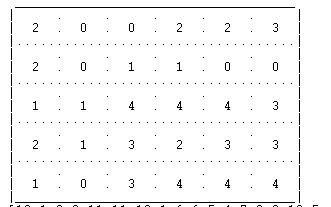 2 . 0 . 0 . 2 . 2 . 3
2 . 0 . 1 . 1 . 0 . 0
1 . 1 . 4 . 4 . 4 . 3
2 . 1 . 3 . 2 . 3 . 3
1 . 0 . 3 . 4 . 4 . 4